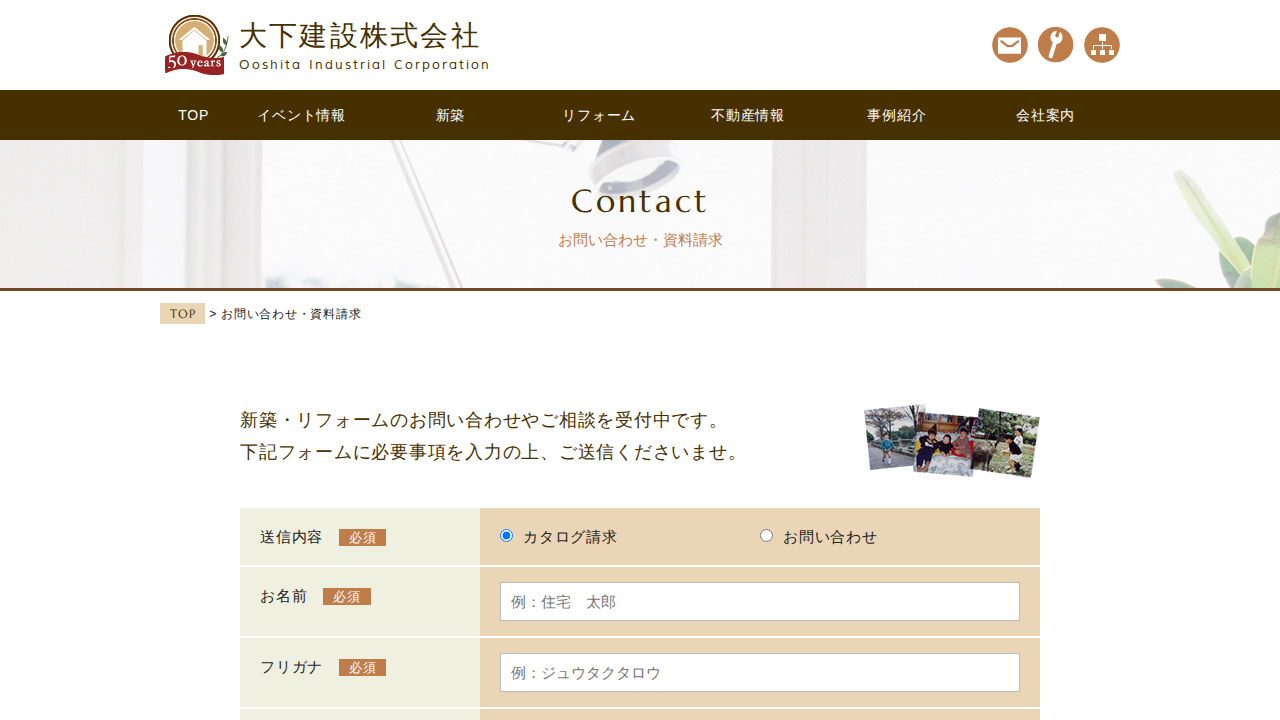 大下建設株式会社
Ooshita Industrial Corporation
50 years
TOP イベント情報 新築 リフォーム 不動産情報 事例紹介 会社案内
Contact
お問い合わせ・資料請求
TOP > お問い合わせ・資料請求
新築・リフォームのお問い合わせやご相談を受付中です。
下記フォームに必要事項を入力の上、ご送信くださいませ。
送信内容 必須 カタログ請求 お問い合わせ
お名前 必須 例：住宅　太郎
フリガナ 必須 例：ジュウタクタロウ